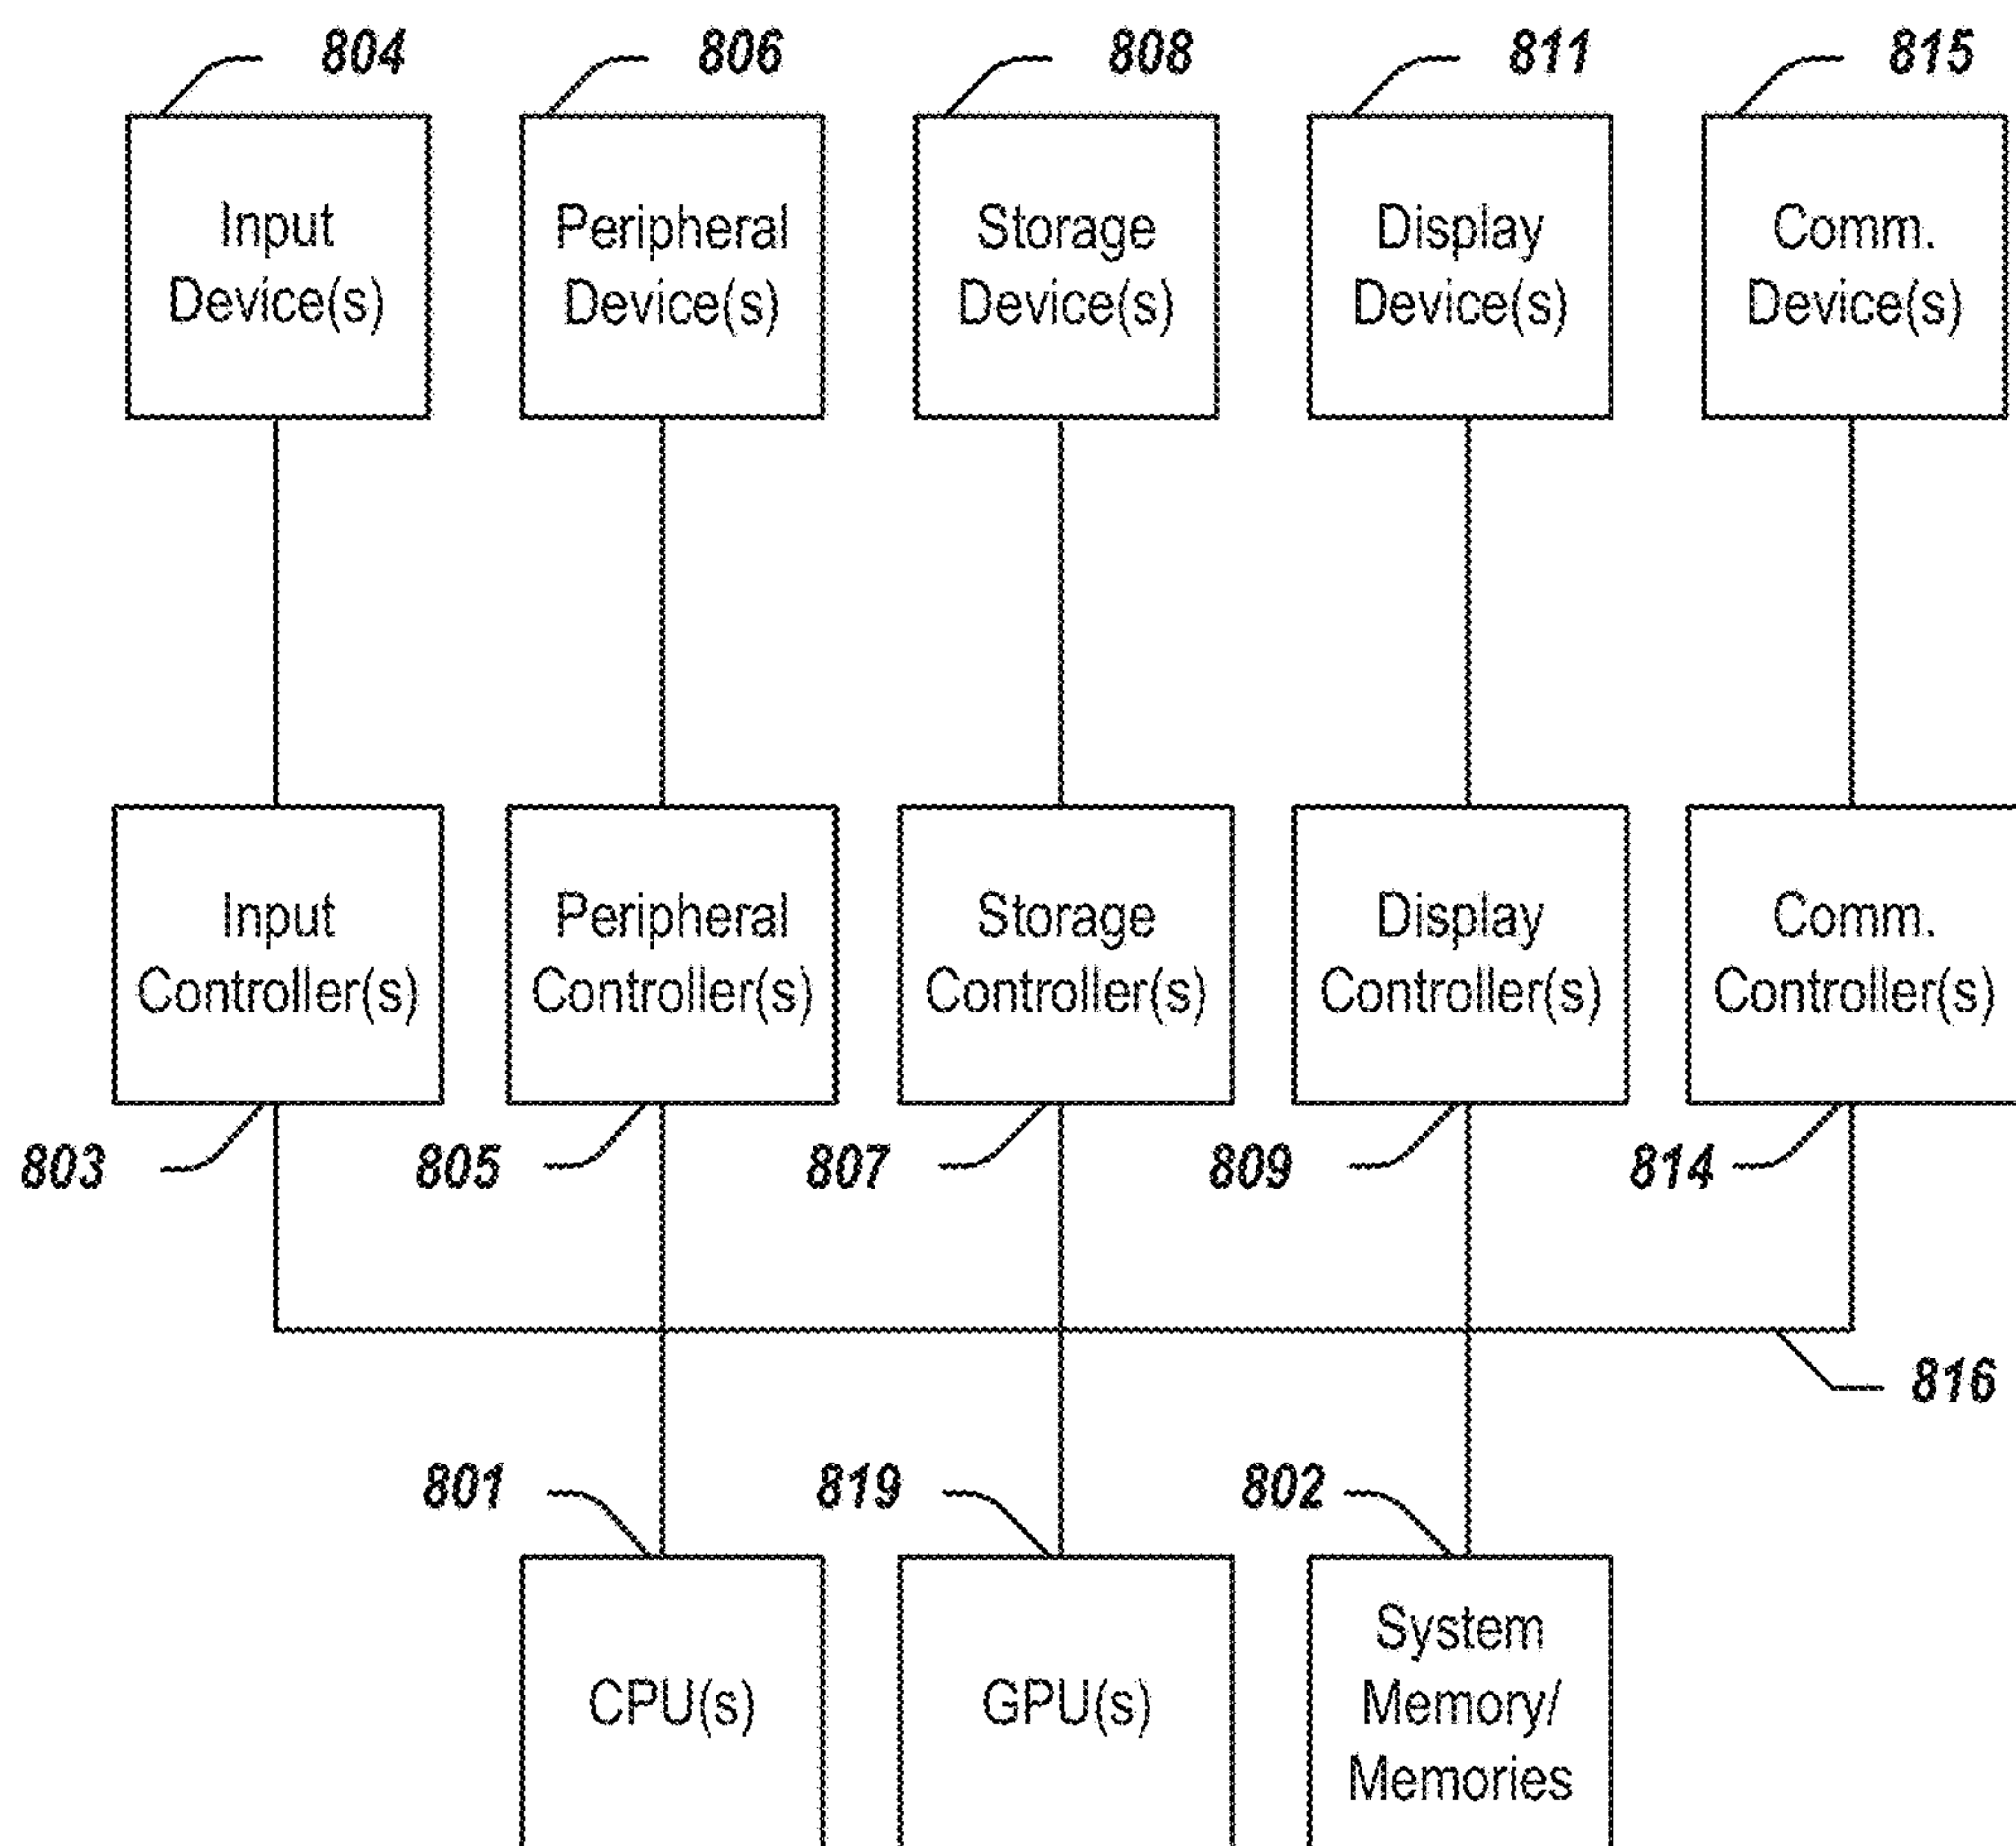 804
806
808
811
815
Input
Device(s)
Peripheral
Device(s)
Storage
Device(s)
Display
Device(s)
Comm.
Device(s)
Input
Controller(s)
Peripheral
Controller(s)
Storage
Controller(s)
Display
Controller(s)
Comm.
Controller(s)
803
805
807
809
814
816
801
819
802
CPU(s)
GPU(s)
System
Memory/
Memories